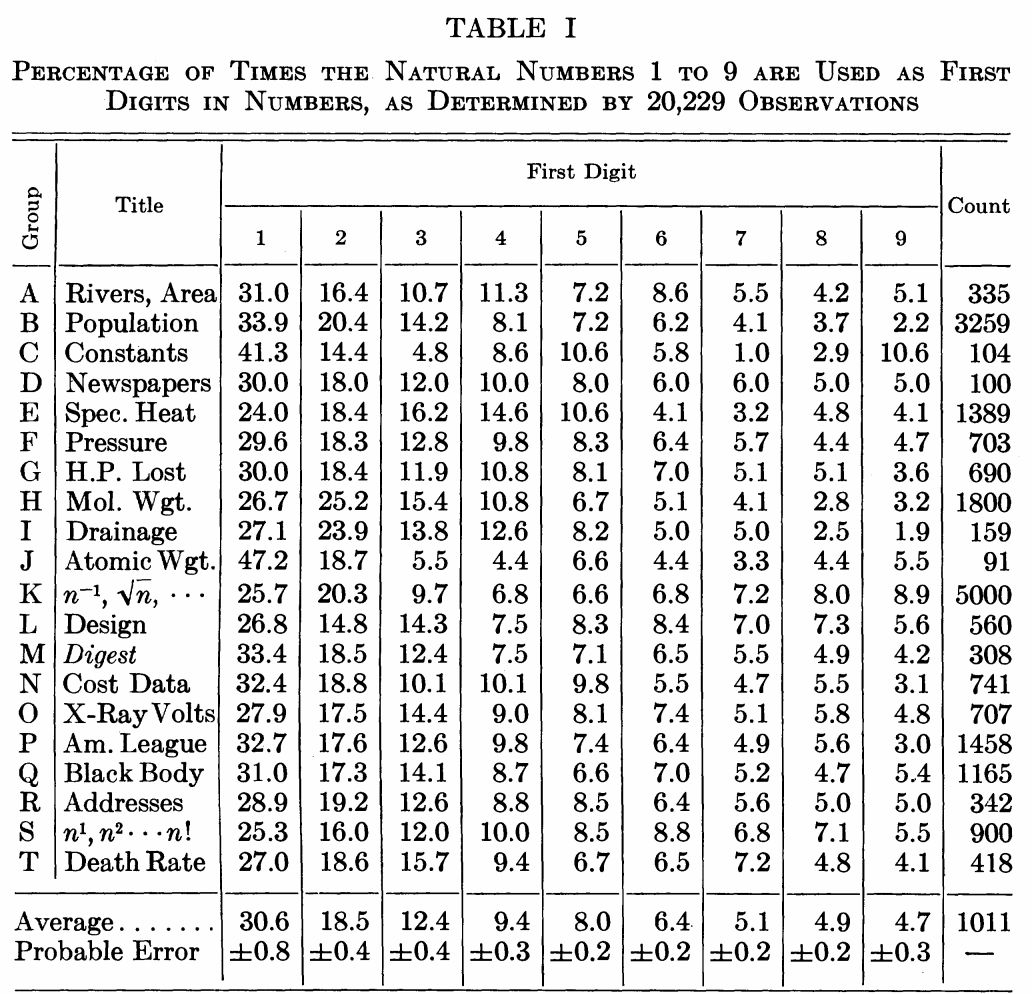 TABLE I
PERCENTAGE OF TIMES THE NATURAL NUMBERS 1 TO 9 ARE USED AS FIRST
DIGITS IN NUMBERS, AS DETERMINED BY 20,229 OBSERVATIONS
Group Title First Digit Count
1 2 3 4 5 6 7 8 9
A Rivers, Area 31.0 16.4 10.7 11.3 7.2 8.6 5.5 4.2 5.1 335
B Population 33.9 20.4 14.2 8.1 7.2 6.2 4.1 3.7 2.2 3259
C Constants 41.3 14.4 4.8 8.6 10.6 5.8 1.0 2.9 10.6 104
D Newspapers 30.0 18.0 12.0 10.0 8.0 6.0 6.0 5.0 5.0 100
E Spec. Heat 24.0 18.4 16.2 14.6 10.6 4.1 3.2 4.8 4.1 1389
F Pressure 29.6 18.3 12.8 9.8 8.3 6.4 5.7 4.4 4.7 703
G H.P. Lost 30.0 18.4 11.9 10.8 8.1 7.0 5.1 5.1 3.6 690
H Mol. Wgt. 26.7 25.2 15.4 10.8 6.7 5.1 4.1 2.8 3.2 1800
I Drainage 27.1 23.9 13.8 12.6 8.2 5.0 5.0 2.5 1.9 159
J Atomic Wgt. 47.2 18.7 5.5 4.4 6.6 4.4 3.3 4.4 5.5 91
K n⁻¹, √n, ··· 25.7 20.3 9.7 6.8 6.6 6.8 7.2 8.0 8.9 5000
L Design 26.8 14.8 14.3 7.5 8.3 8.4 7.0 7.3 5.6 560
M Digest 33.4 18.5 12.4 7.5 7.1 6.5 5.5 4.9 4.2 308
N Cost Data 32.4 18.8 10.1 10.1 9.8 5.5 4.7 5.5 3.1 741
O X-Ray Volts 27.9 17.5 14.4 9.0 8.1 7.4 5.1 5.8 4.8 707
P Am. League 32.7 17.6 12.6 9.8 7.4 6.4 4.9 5.6 3.0 1458
Q Black Body 31.0 17.3 14.1 8.7 6.6 7.0 5.2 4.7 5.4 1165
R Addresses 28.9 19.2 12.6 8.8 8.5 6.4 5.6 5.0 5.0 342
S n¹, n²···n! 25.3 16.0 12.0 10.0 8.5 8.8 6.8 7.1 5.5 900
T Death Rate 27.0 18.6 15.7 9.4 6.7 6.5 7.2 4.8 4.1 418
Average....... 30.6 18.5 12.4 9.4 8.0 6.4 5.1 4.9 4.7 1011
Probable Error ±0.8 ±0.4 ±0.4 ±0.3 ±0.2 ±0.2 ±0.2 ±0.2 ±0.3 —